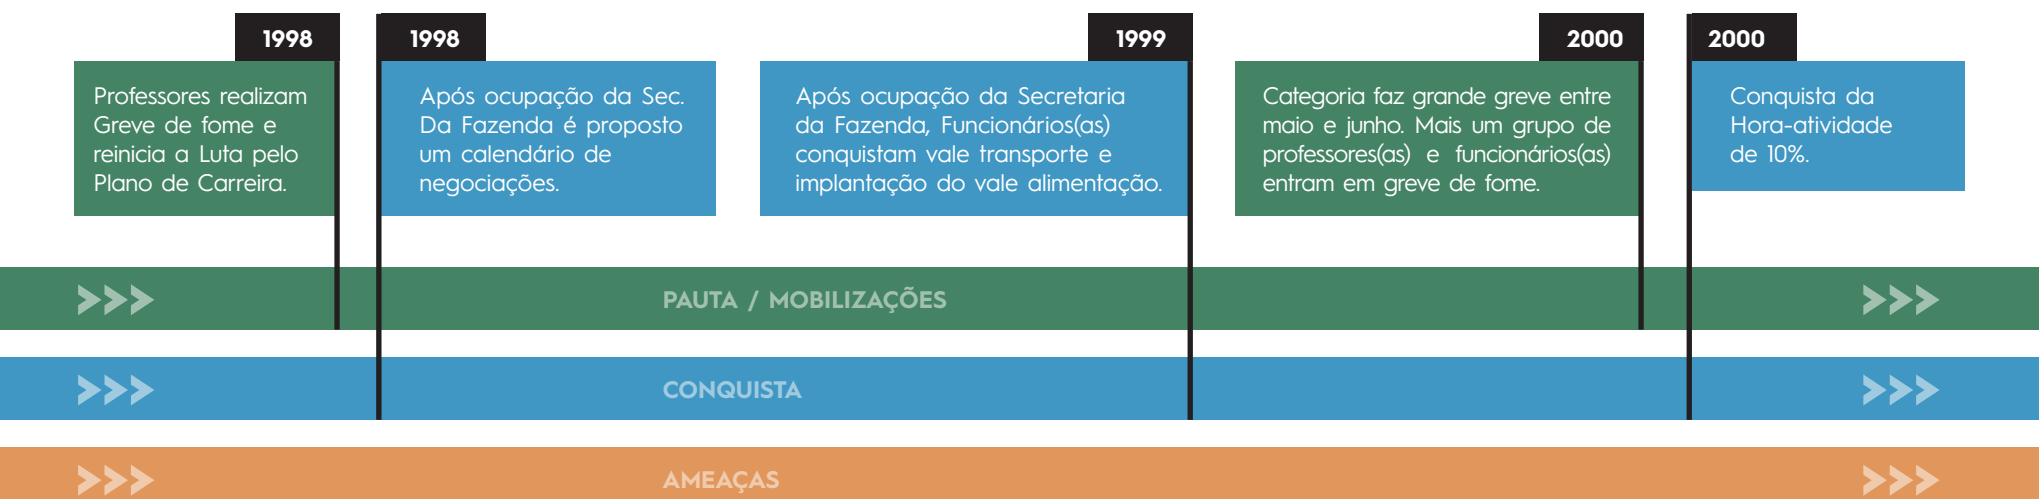 1998
Professores realizam
Greve de fome e
reinicia a Luta pelo
Plano de Carreira.
1998
Após ocupação da Sec.
Da Fazenda é proposto
um calendário de
negociações.
1999
Após ocupação da Secretaria
da Fazenda, Funcionários(as)
conquistam vale transporte e
implantação do vale alimentação.
2000
Categoria faz grande greve entre
maio e junho. Mais um grupo de
professores(as) e funcionários(as)
entram em greve de fome.
2000
Conquista da
Hora-atividade
de 10%.
PAUTA / MOBILIZAÇÕES
CONQUISTA
AMEAÇAS